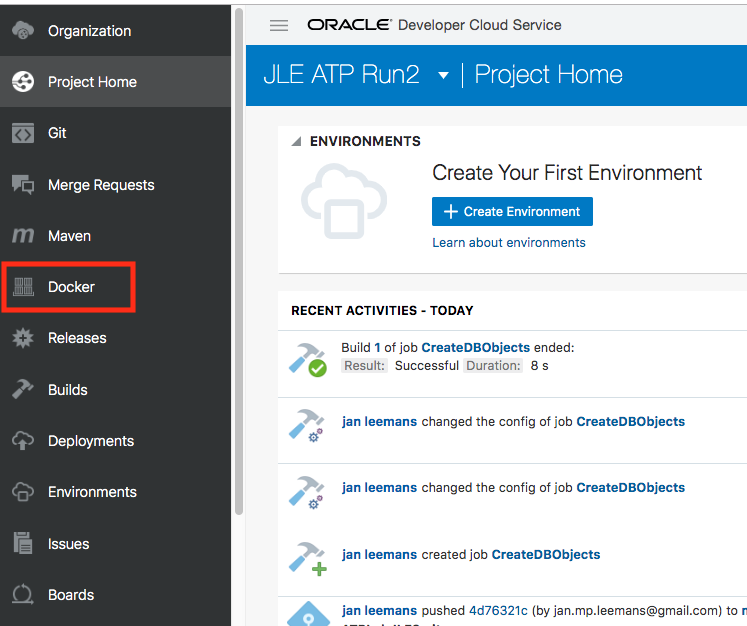 Organization
Project Home
Git
Merge Requests
Maven
Docker
Releases
Builds
Deployments
Environments
Issues
Boards
ORACLE® Developer Cloud Service
JLE ATP Run2 Project Home
ENVIRONMENTS
Create Your First Environment
Create Environment
Learn about environments
RECENT ACTIVITIES - TODAY
Build 1 of job CreateDBObjects ended:
Result: Successful Duration: 8 s
jan leemans changed the config of job CreateDBObjects
jan leemans changed the config of job CreateDBObjects
jan leemans created job CreateDBObjects
jan leemans pushed 4d76321c (by jan.mp.leemans@gmail.com) to